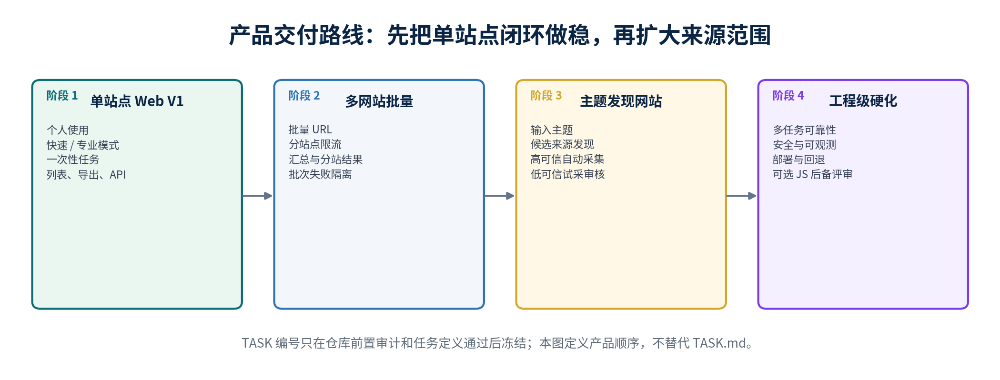 产品交付路线：先把单站点闭环做稳，再扩大来源范围
阶段 1
单站点 Web V1
个人使用
快速 / 专业模式
一次性任务
列表、导出、API
阶段 2
多网站批量
批量 URL
分站点限流
汇总与分站结果
批次失败隔离
阶段 3
主题发现网站
输入主题
候选来源发现
高可信自动采集
低可信试采审核
阶段 4
工程级硬化
多任务可靠性
安全与可观测
部署与回退
可选 JS 后备评审
TASK 编号只在仓库前置审计和任务定义通过后冻结；本图定义产品顺序，不替代 TASK.md。